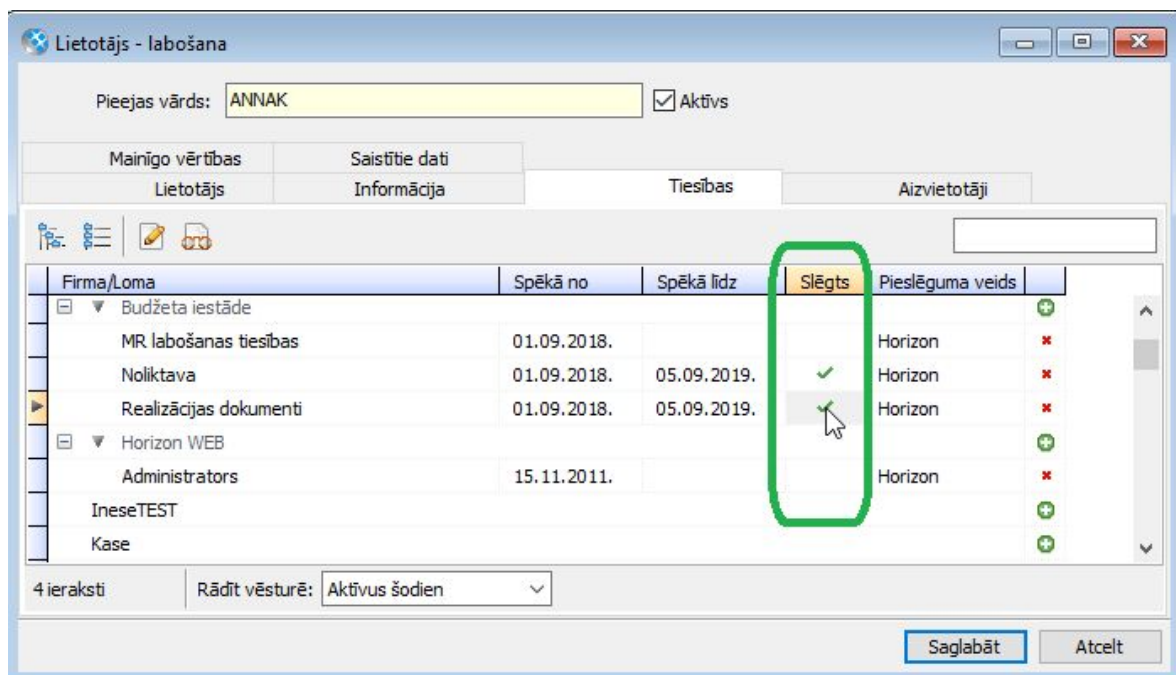 Lietotājs - labošana
Pieejas vārds: ANNAK Aktīvs
Mainīgo vērtības Saistītie dati
Lietotājs Informācija Tiesības Aizvietotāji
Firma/Loma Spēkā no Spēkā līdz Slēgts Pieslēguma veids
Budžeta iestāde
MR labošanas tiesības 01.09.2018. Horizon
Noliktava 01.09.2018. 05.09.2019. Horizon
Realizācijas dokumenti 01.09.2018. 05.09.2019. Horizon
Horizon WEB
Administrators 15.11.2011. Horizon
IneseTEST
Kase
4 ieraksti Rādīt vēsturē: Aktīvus šodien
Saglabāt Atcelt